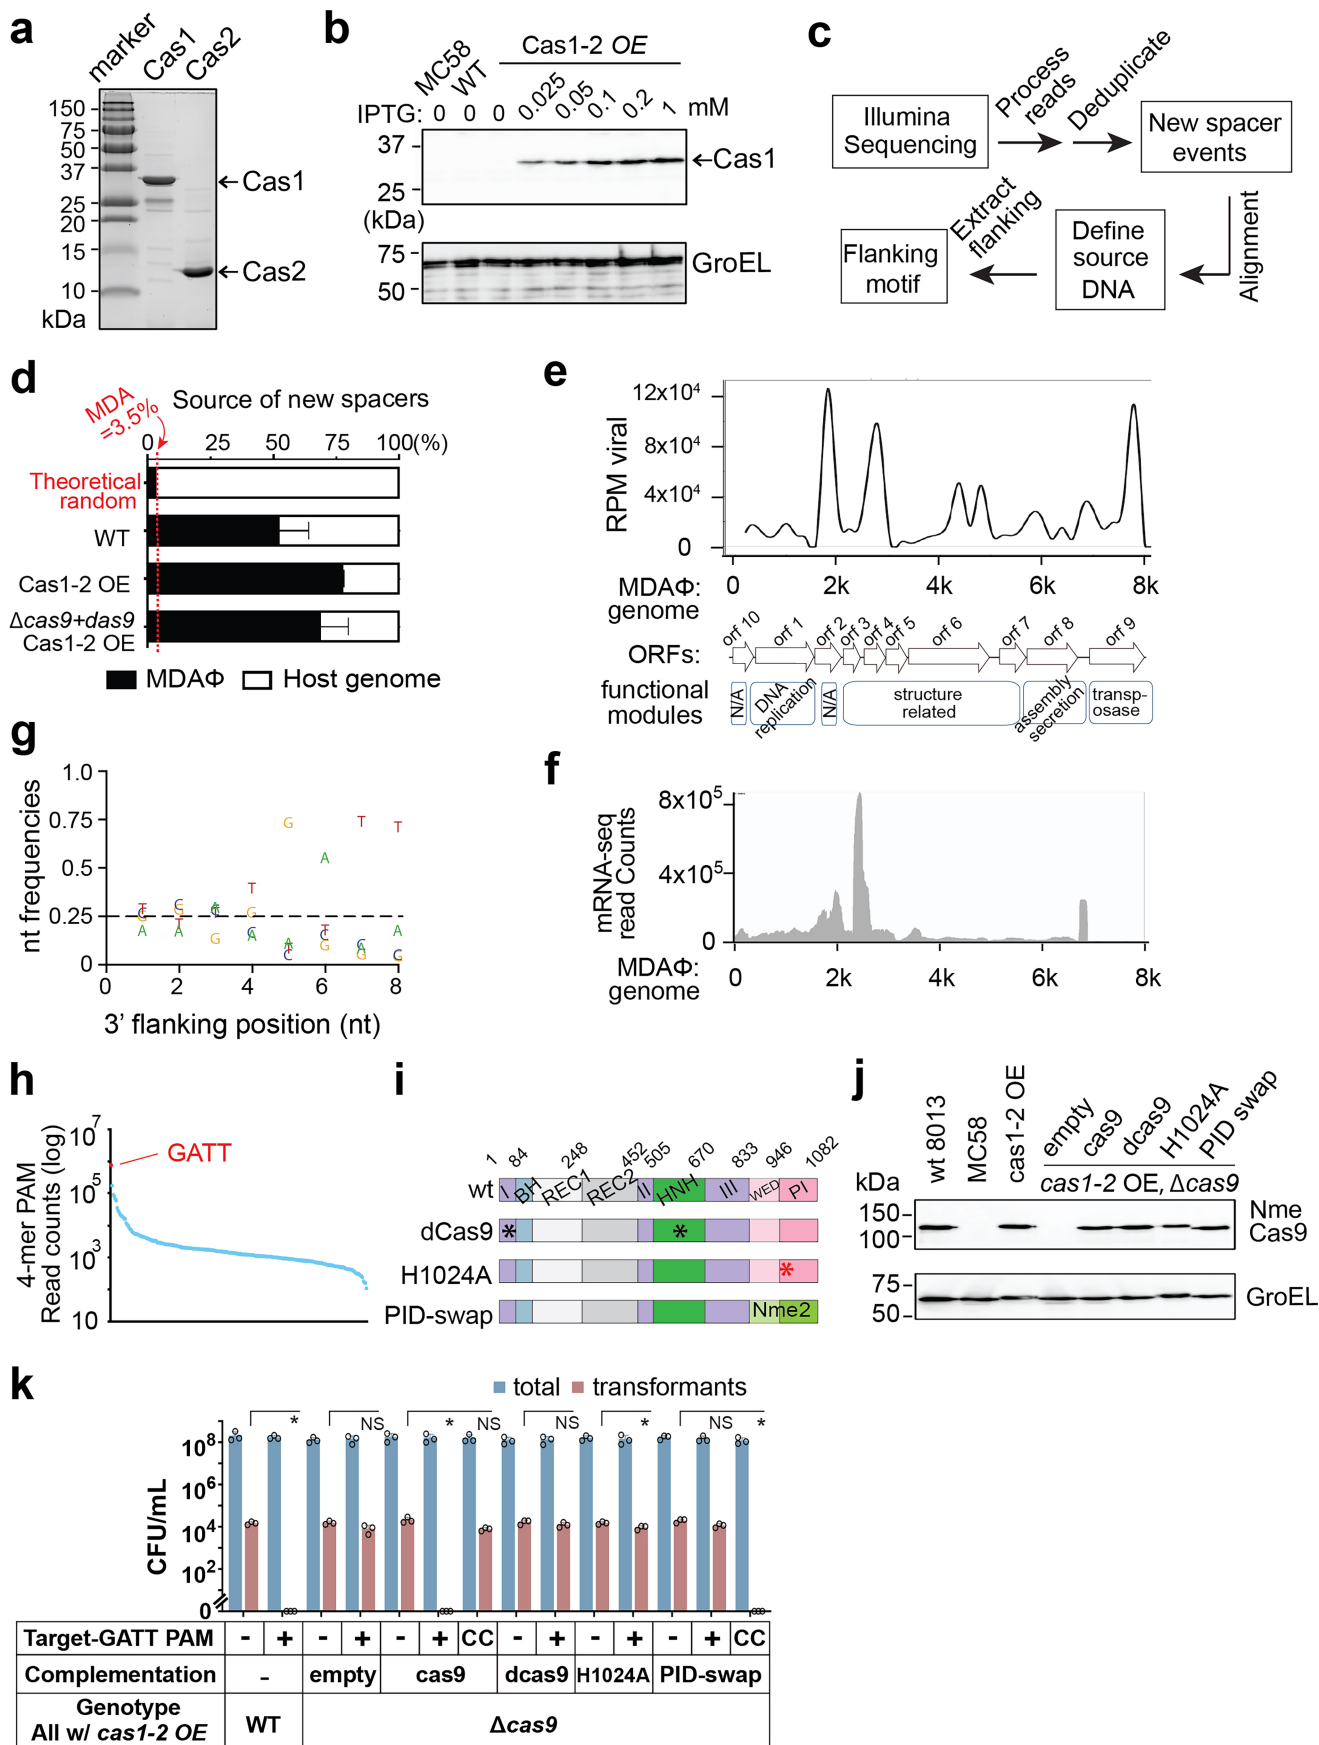 a
marker
Cas1
Cas2
150
75
50
37
25
20
15
10
kDa
←Cas1
←Cas2
b
MC58
WT
Cas1-2 OE
IPTG: 0 0 0 0.025 0.05 0.1 0.2 1 mM
37
25
(kDa)
←Cas1
75
50
GroEL
c
Illumina
Sequencing
Process
reads
Deduplicate
New spacer
events
Alignment
Define
source
DNA
Extract
flanking
Flanking
motif
d
MDA
=3.5%
Source of new spacers
0 25 50 75 100(%)
Theoretical
random
WT
Cas1-2 OE
Δcas9+das9
Cas1-2 OE
MDAΦ Host genome
e
RPM viral
12x10⁴
8x10⁴
4x10⁴
0
MDAΦ:
genome
0 2k 4k 6k 8k
ORFs:
orf 10 orf 1 orf 2 orf 3 orf 4 orf 5 orf 6 orf 7 orf 8 orf 9
functional
modules
N/A
DNA
replication
N/A
structure
related
assembly
secretion
transp-
osase
f
mRNA-seq
read Counts
8x10⁵
4x10⁵
0
MDAΦ:
genome
0 2k 4k 6k 8k
g
nt frequencies
1.0
0.75
0.5
0.25
0
0 2 4 6 8
3' flanking position (nt)
h
4-mer PAM
Read counts (log)
10⁷
10⁵
10³
10
GATT
i
1 84 248 452 505 670 833 946 1082
wt I BH REC1 REC2 II HNH III WED PI
dCas9 * *
H1024A *
PID-swap Nme2
j
wt 8013
MC58
cas1-2 OE
empty
cas9
dcas9
H1024A
PID swap
cas1-2 OE, Δcas9
kDa
150
100
Nme
Cas9
75
50
GroEL
k
total transformants
* NS * NS NS * NS *
CFU/mL
10⁸
10⁶
10⁴
10²
0
Target-GATT PAM - + - + - + CC - + - + - + CC
Complementation - empty cas9 dcas9 H1024A PID-swap
Genotype
All w/ cas1-2 OE
WT Δcas9